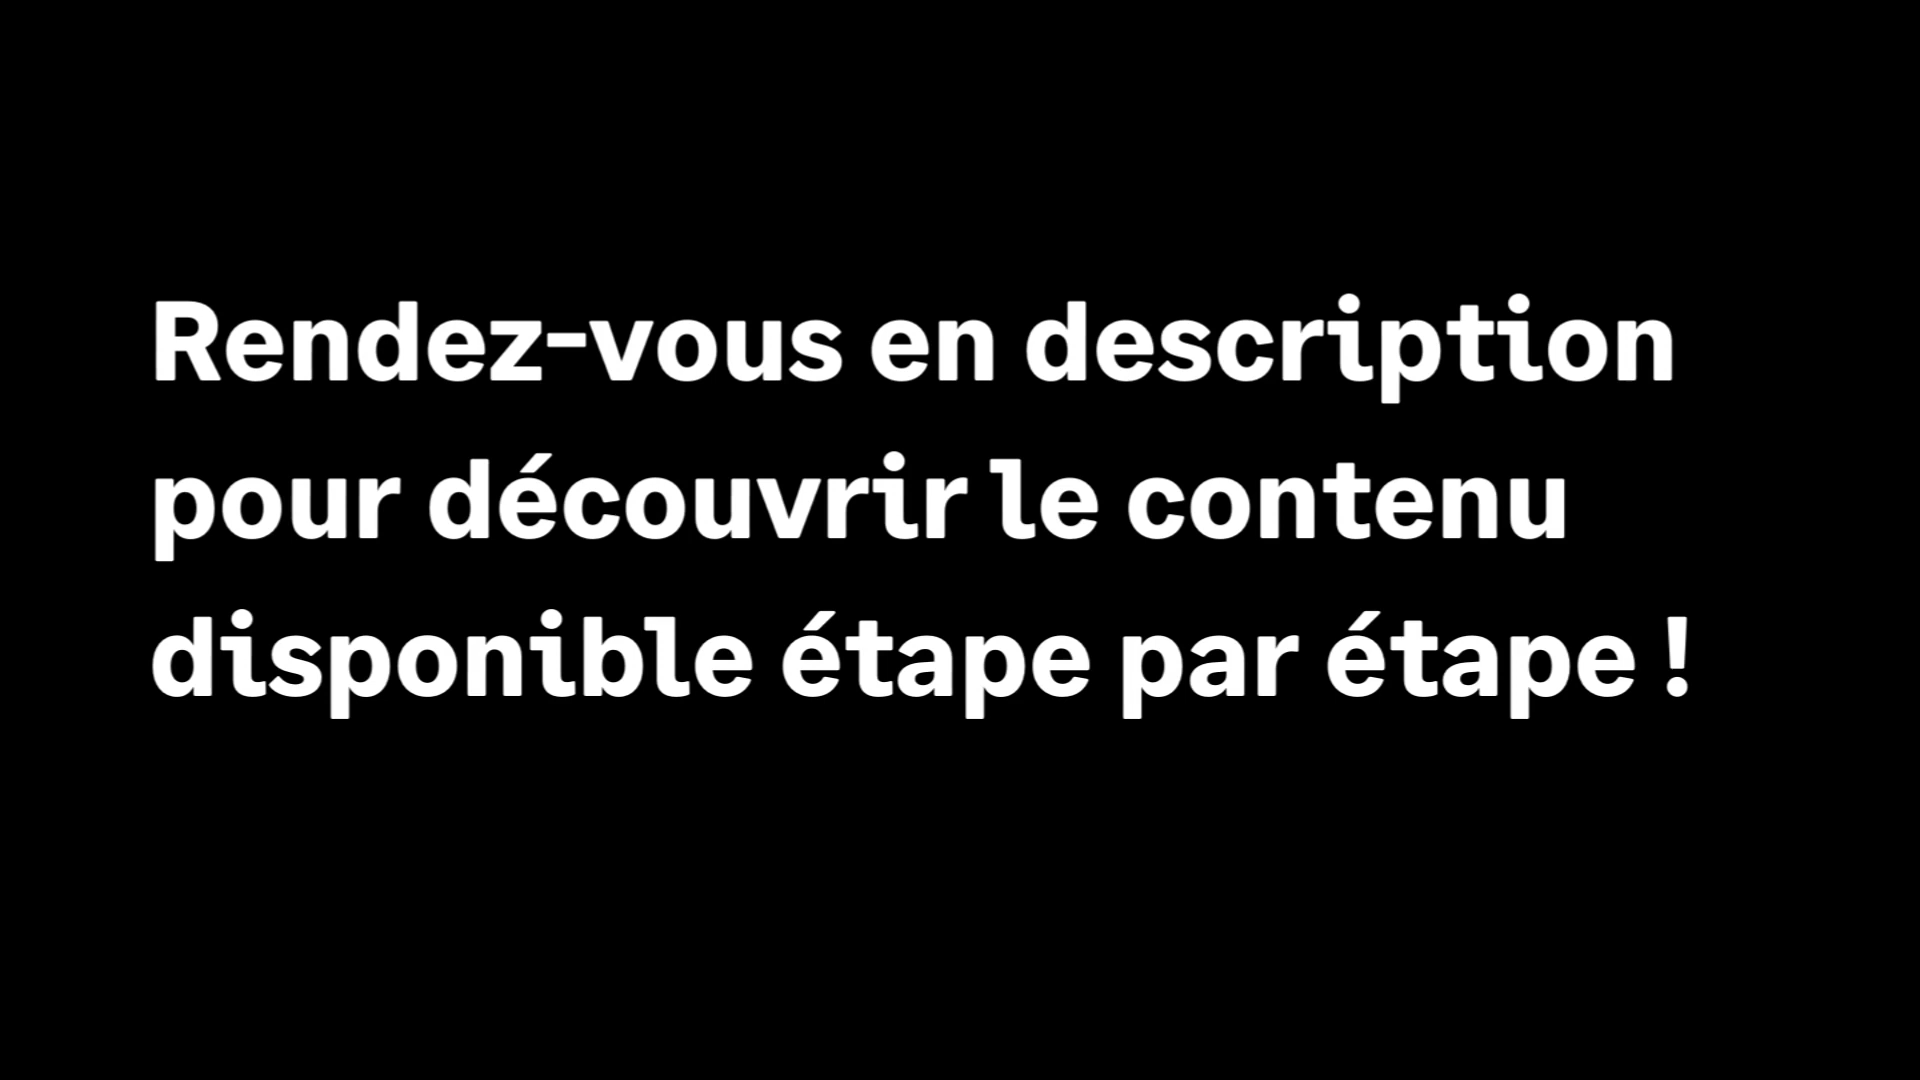 Rendez-vous en description
pour découvrir le contenu
disponible étape par étape !